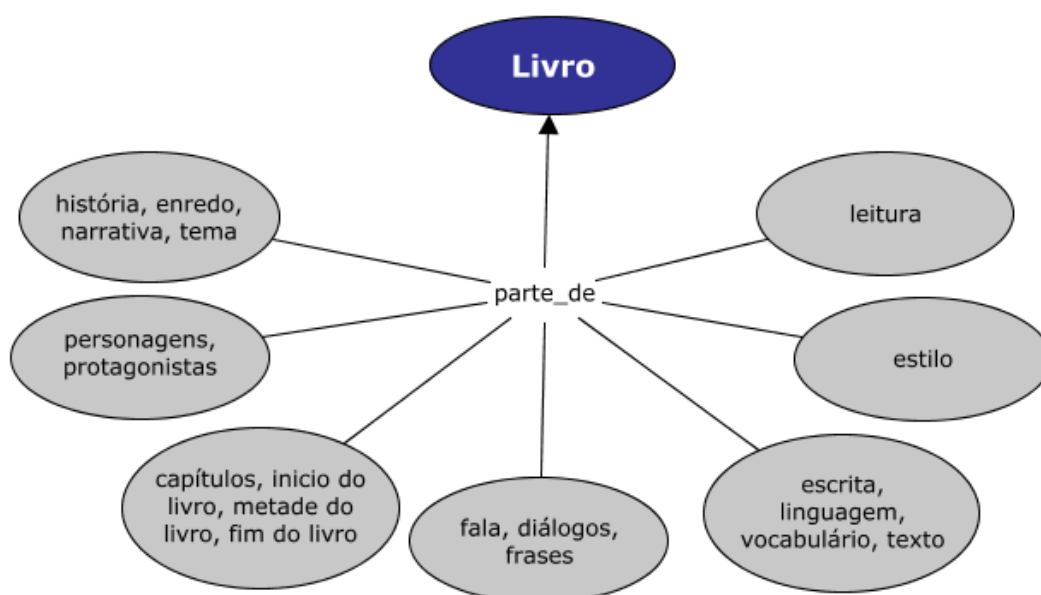 Livro
história, enredo,
narrativa, tema
leitura
parte_de
personagens,
protagonistas
estilo
capítulos, inicio do
livro, metade do
livro, fim do livro
fala, diálogos,
frases
escrita,
linguagem,
vocabulário, texto